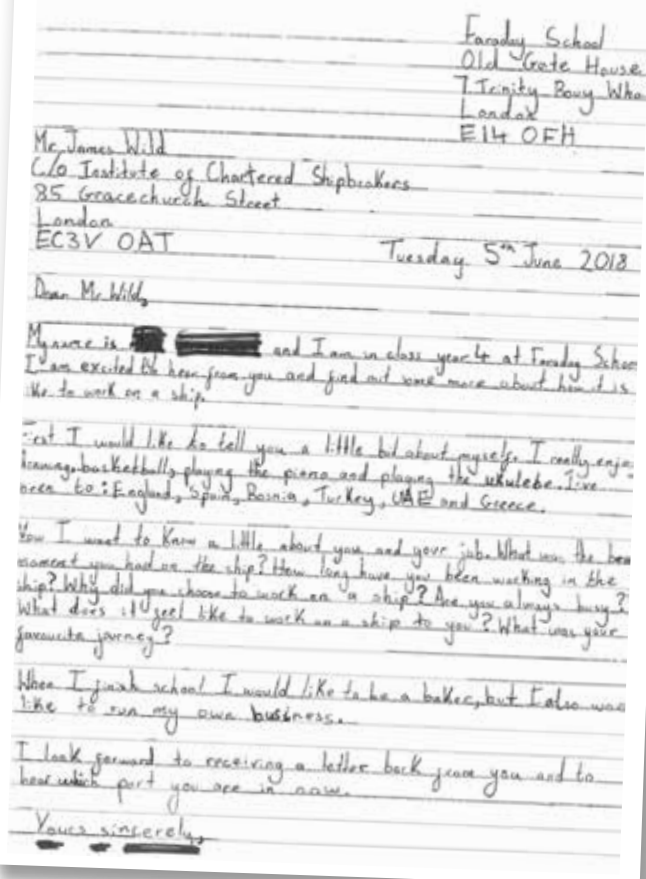 Faraday School
Old Gate House
7 Trinity Bouy Wha
London
E14 0FH
Mr James Wild
C/o Institute of Chartered Shipbrokers
85 Gracechurch Street
London
EC3V 0AT
Tuesday 5th June 2018
Dear Mr Wild,
My name is and I am in class year 4 at Faraday School
I am excited to hear from you and find out some more about how it is
like to work on a ship.
First I would like to tell you a little bit about myself. I really enjoy
drawing, basketball, playing the piano and playing the ukulele. I've
been to: England, Spain, Bosnia, Turkey, UAE and Greece.
Now I want to know a little about you and your job. What was the best
moment you had on the ship? How long have you been working in the
ship? Why did you choose to work on a ship? Are you always busy?
What does it feel like to work on a ship to you? What was your
favourite journey?
When I finish school I would like to be a baker, but I also wou
like to run my own business.
I look forward to receiving a letter back from you and to
hear which port you are in now.
Yours sincerely,